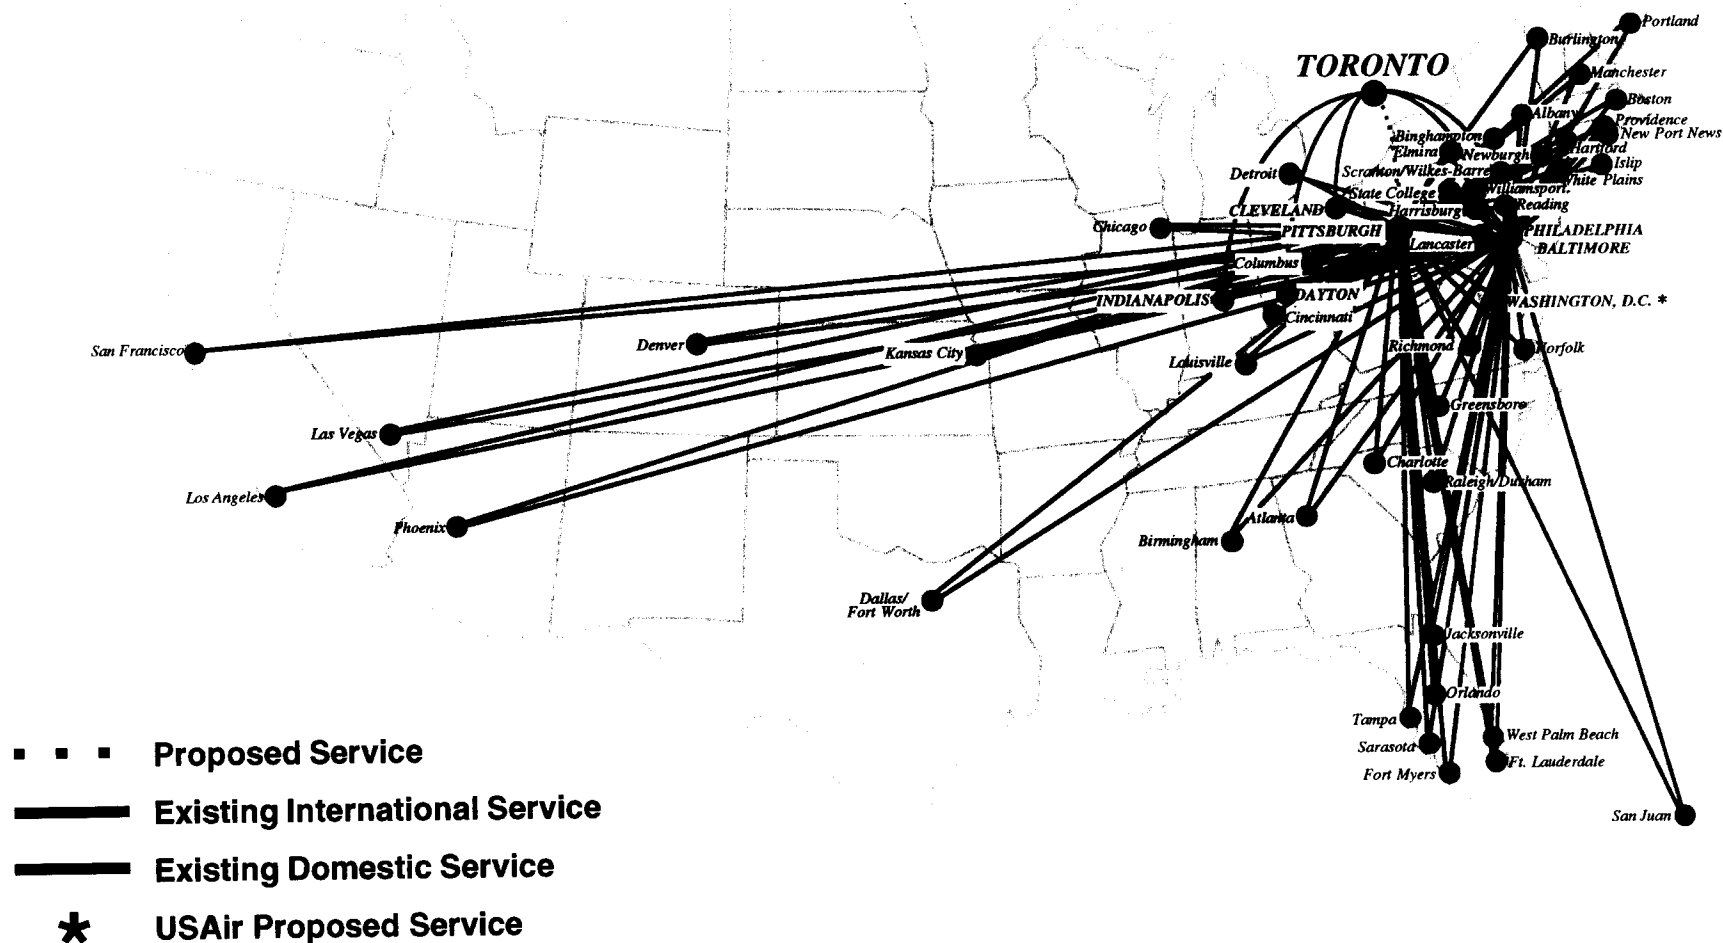 Portland
Burlington
TORONTO
Manchester
Boston
Albany
Providence
Binghampton
New Port News
Elmira
Newburgh
Hartford
Islip
Detroit
Scranton/Wilkes-Barre
White Plains
State College
Williamsport
CLEVELAND
Harrisburg
Reading
Chicago
PITTSBURGH
PHILADELPHIA
Lancaster
BALTIMORE
Columbus
INDIANAPOLIS
DAYTON
WASHINGTON, D.C. *
Cincinnati
San Francisco
Denver
Kansas City
Richmond
Norfolk
Louisville
Greensboro
Las Vegas
Charlotte
Los Angeles
Raleigh/Durham
Phoenix
Atlanta
Birmingham
Dallas/
Fort Worth
Jacksonville
Orlando
Tampa
West Palm Beach
Sarasota
Ft. Lauderdale
Fort Myers
San Juan
Proposed Service
Existing International Service
Existing Domestic Service
* USAir Proposed Service